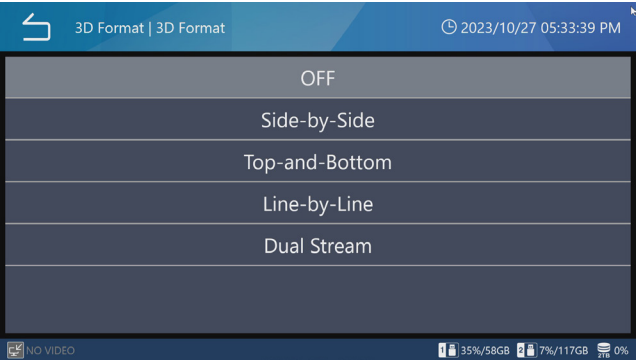 3D Format | 3D Format
2023/10/27 05:33:39 PM
OFF
Side-by-Side
Top-and-Bottom
Line-by-Line
Dual Stream
NO VIDEO
1 35%/58GB 2 7%/117GB 2TB 0%